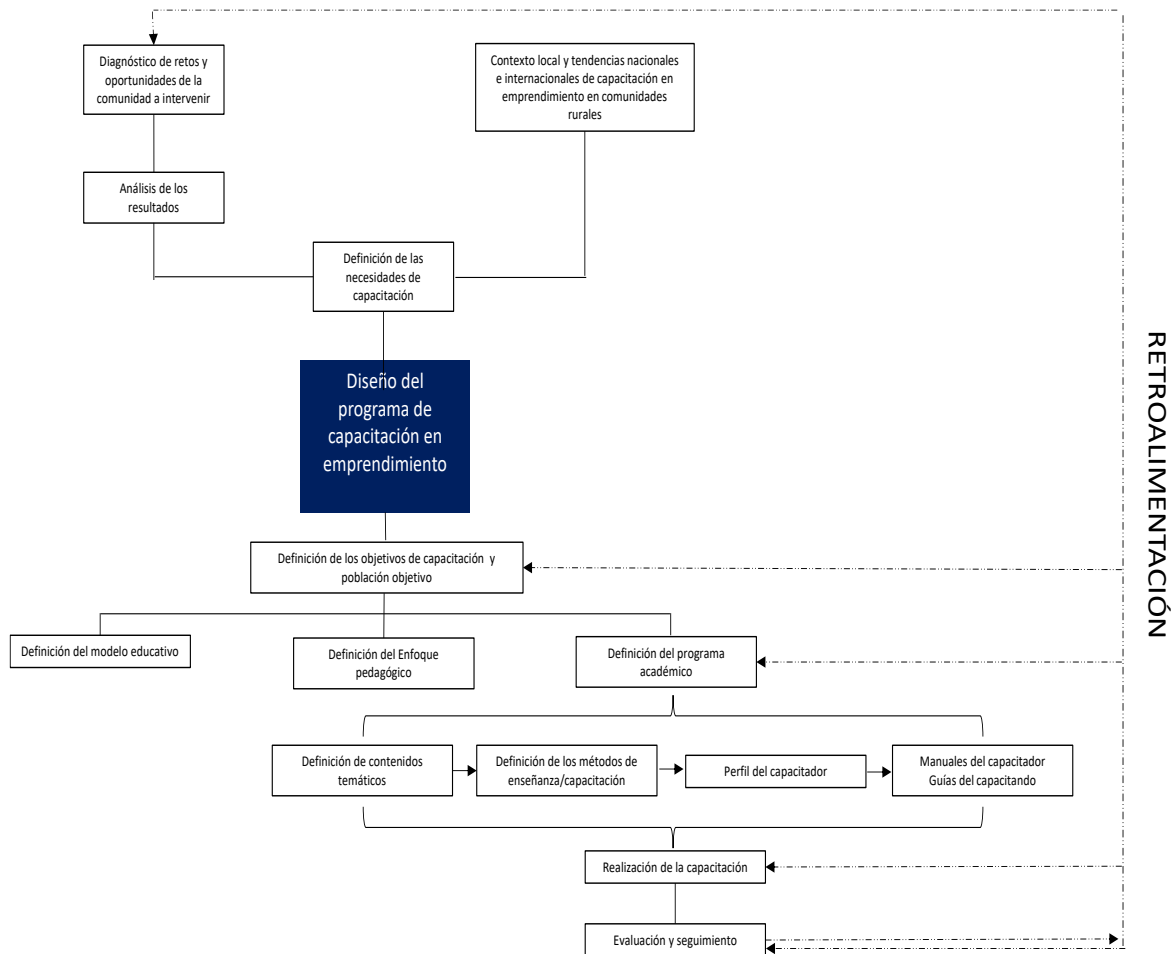 Diagnóstico de retos y
oportunidades de la
comunidad a intervenir
Contexto local y tendencias nacionales
e internacionales de capacitación en
emprendimiento en comunidades
rurales
Análisis de los
resultados
Definición de las
necesidades de
capacitación
Diseño del
programa de
capacitación en
emprendimiento
Definición de los objetivos de capacitación y
población objetivo
Definición del modelo educativo
Definición del Enfoque
pedagógico
Definición del programa
académico
Definición de contenidos
temáticos
Definición de los métodos de
enseñanza/capacitación
Perfil del capacitador
Manuales del capacitador
Guías del capacitando
Realización de la capacitación
Evaluación y seguimiento
RETROALIMENTACIÓN